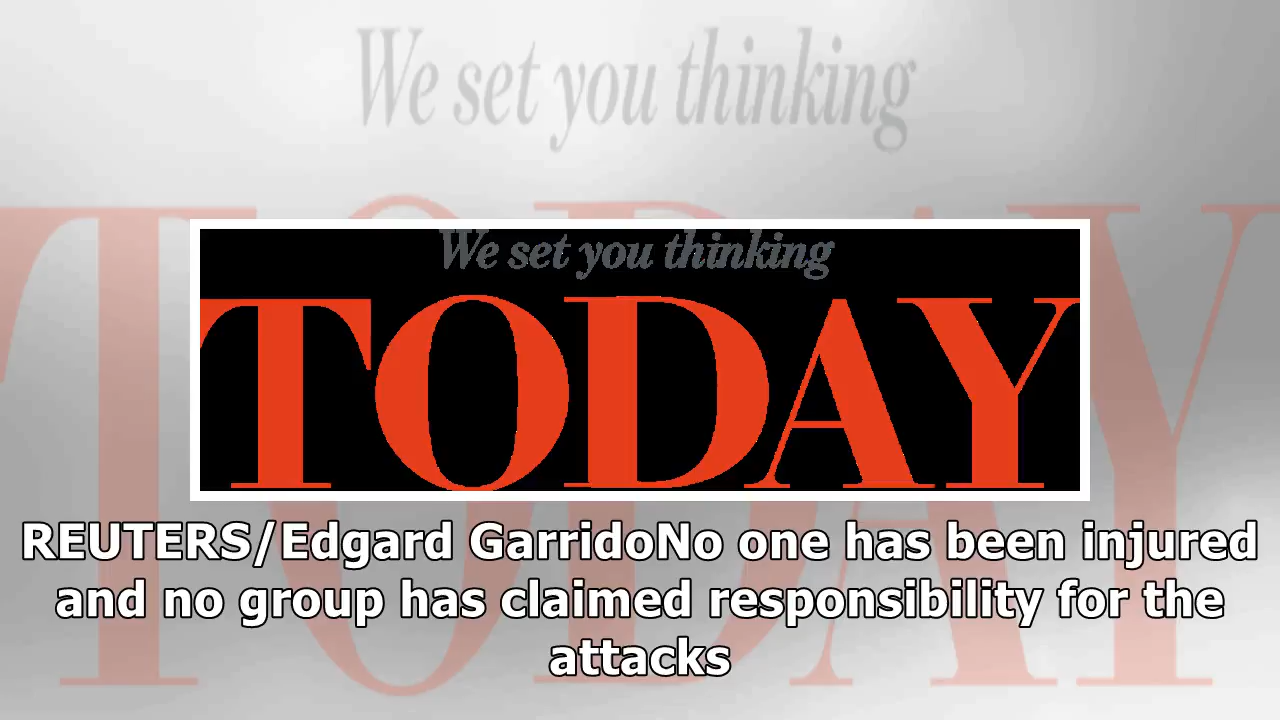 We set you thinking
TODAY
We set you thinking
TODAY
REUTERS/Edgard GarridoNo one has been injured
and no group has claimed responsibility for the
attacks